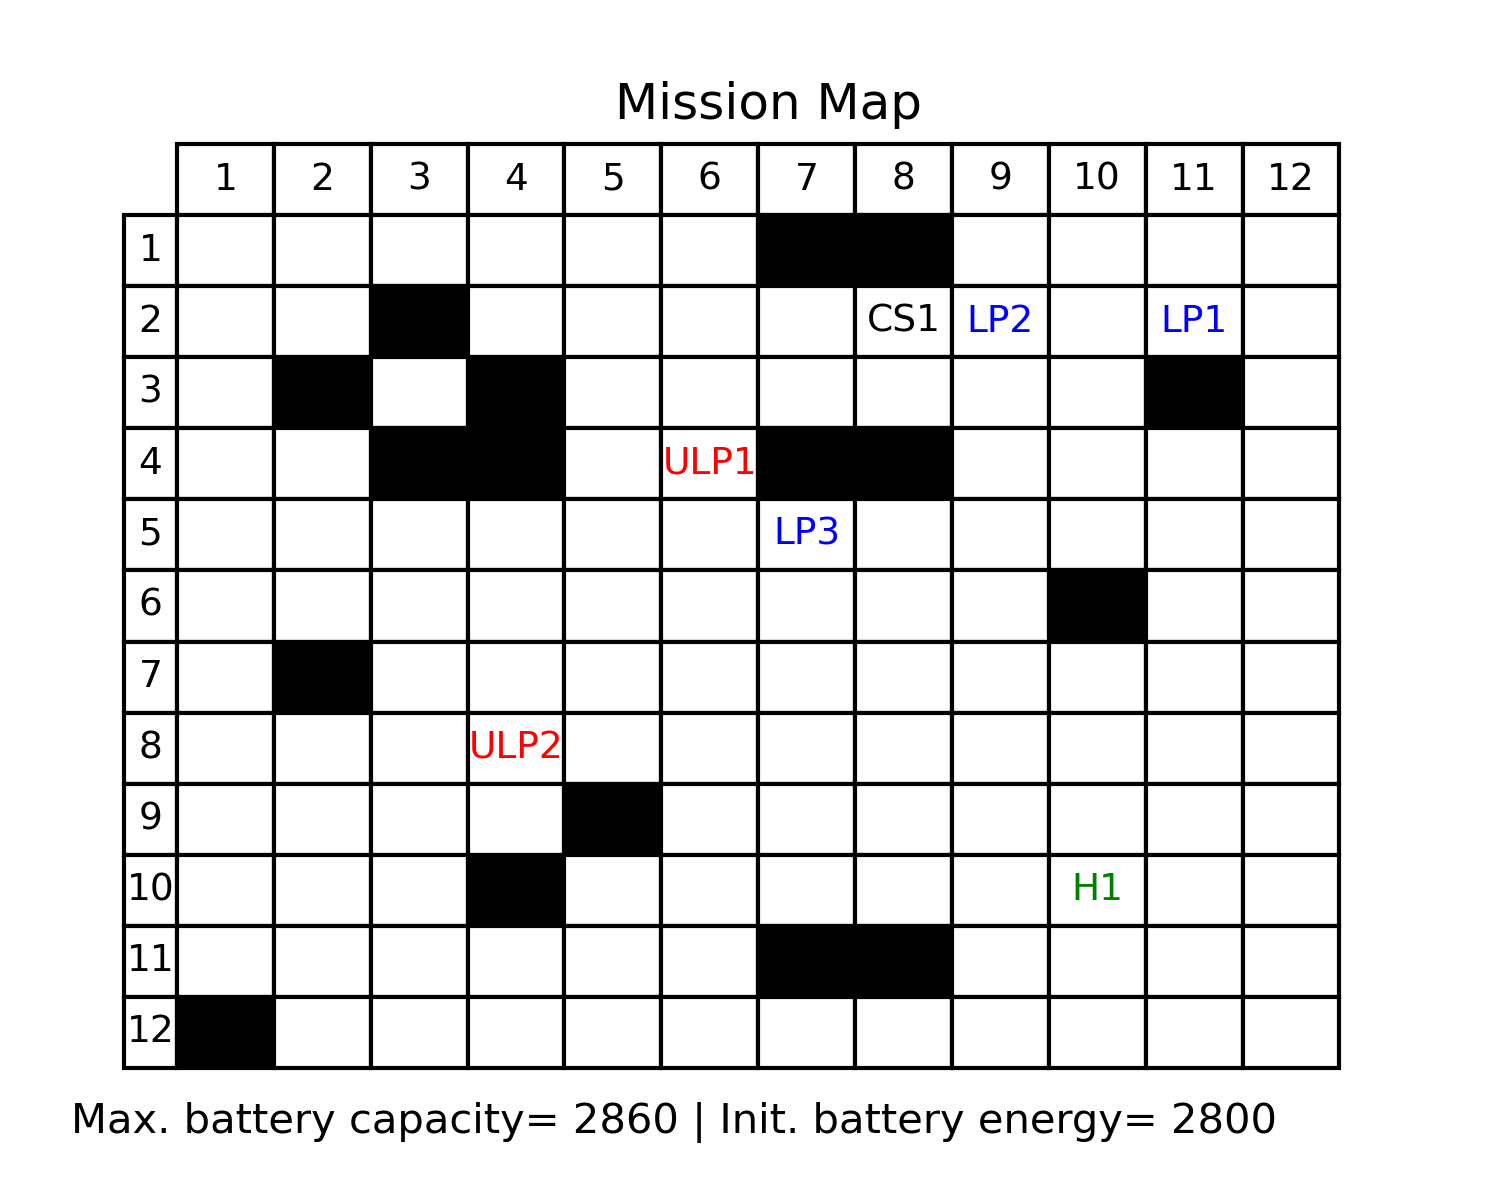 Mission Map
1 2 3 4 5 6 7 8 9 10 11 12
1
2 CS1 LP2 LP1
3
4 ULP1
5 LP3
6
7
8 ULP2
9
10 H1
11
12
Max. battery capacity= 2860 | Init. battery energy= 2800